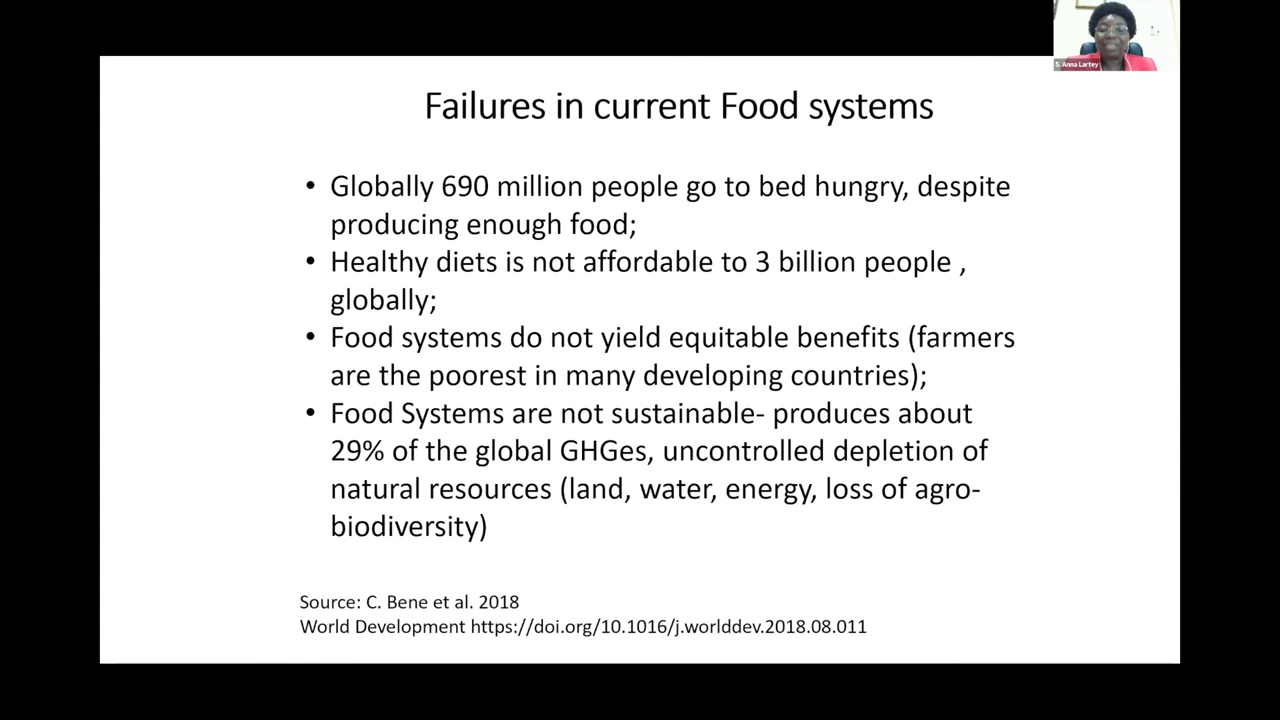 S. Anna Lartey
Failures in current Food systems
• Globally 690 million people go to bed hungry, despite
producing enough food;
• Healthy diets is not affordable to 3 billion people ,
globally;
• Food systems do not yield equitable benefits (farmers
are the poorest in many developing countries);
• Food Systems are not sustainable- produces about
29% of the global GHGes, uncontrolled depletion of
natural resources (land, water, energy, loss of agro-
biodiversity)
Source: C. Bene et al. 2018
World Development https://doi.org/10.1016/j.worlddev.2018.08.011